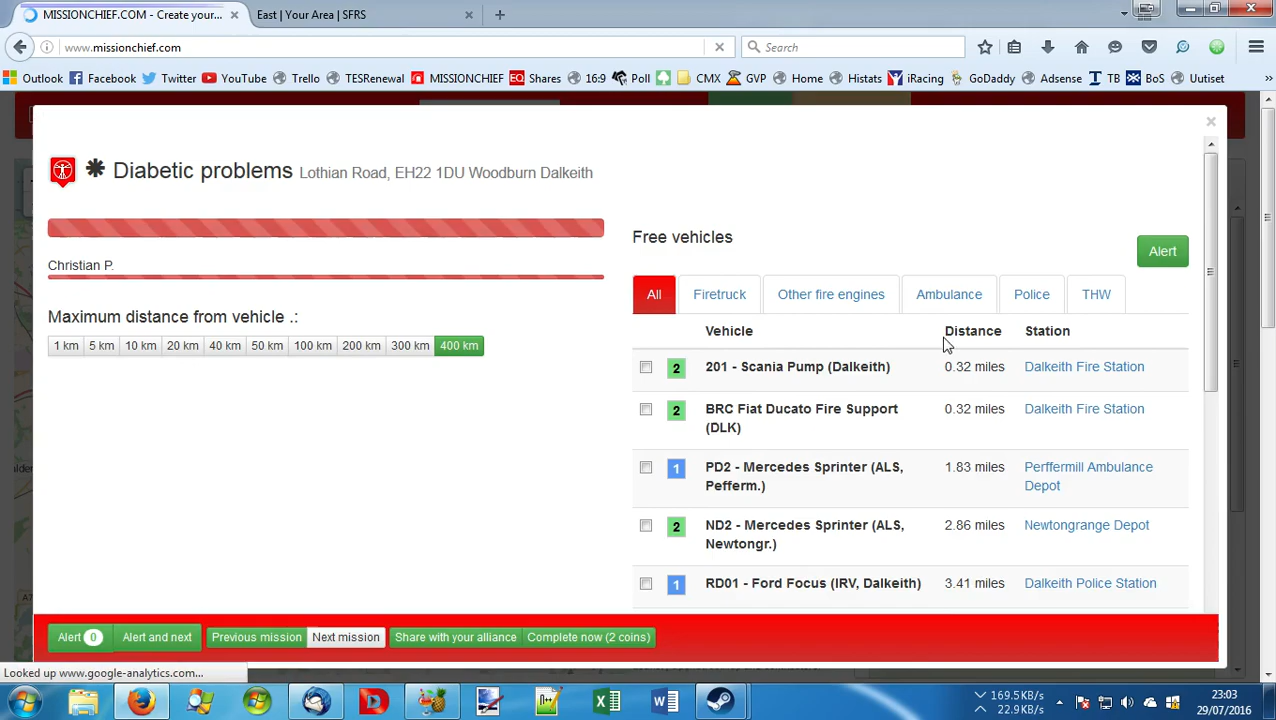 MISSIONCHIEF.COM - Create your... ×
East | Your Area | SFRS ×
www.missionchief.com
Search
Outlook Facebook Twitter YouTube Trello TESRenewal MISSIONCHIEF EQ Shares 16:9 Poll CMX GVP Home Histats iRacing GoDaddy Adsense TB BoS Uutiset »
×
Diabetic problems Lothian Road, EH22 1DU Woodburn Dalkeith
Free vehicles
Alert
Christian P.
All Firetruck Other fire engines Ambulance Police THW
Maximum distance from vehicle .:
Vehicle Distance Station
1 km 5 km 10 km 20 km 40 km 50 km 100 km 200 km 300 km 400 km
2 201 - Scania Pump (Dalkeith) 0.32 miles Dalkeith Fire Station
2 BRC Fiat Ducato Fire Support 0.32 miles Dalkeith Fire Station
(DLK)
1 PD2 - Mercedes Sprinter (ALS, 1.83 miles Perffermill Ambulance
Pefferm.) Depot
2 ND2 - Mercedes Sprinter (ALS, 2.86 miles Newtongrange Depot
Newtongr.)
1 RD01 - Ford Focus (IRV, Dalkeith) 3.41 miles Dalkeith Police Station
Alert 0 Alert and next Previous mission Next mission Share with your alliance Complete now (2 coins)
Looked up www.google-analytics.com...
169.5KB/s
22.9KB/s
23:03
29/07/2016